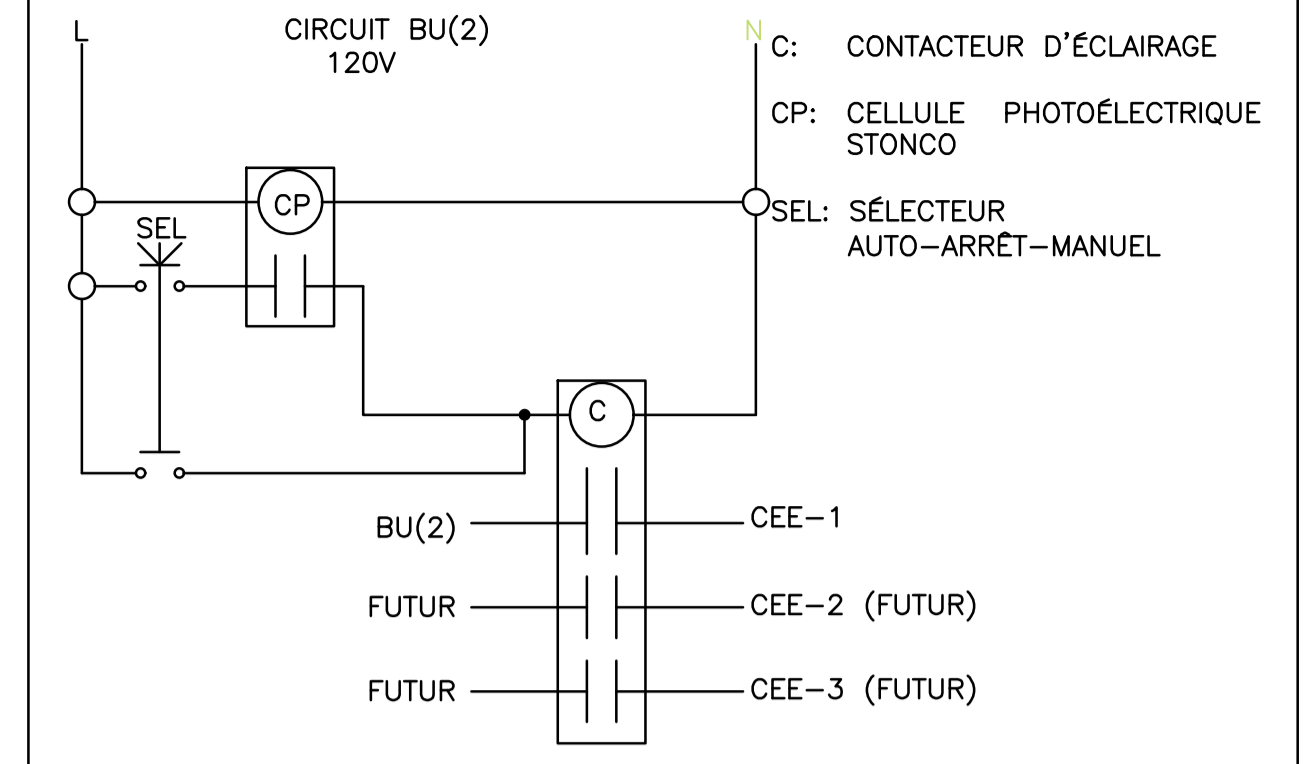 L
CIRCUIT BU(2)
120V
N
C: CONTACTEUR D'ÉCLAIRAGE
CP: CELLULE PHOTOÉLECTRIQUE
STONCO
SEL: SÉLECTEUR
AUTO-ARRÊT-MANUEL
CP
SEL
C
BU(2) CEE-1
FUTUR CEE-2 (FUTUR)
FUTUR CEE-3 (FUTUR)